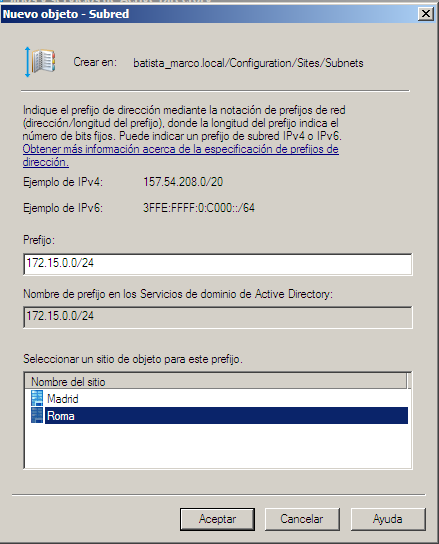 Nuevo objeto - Subred
Crear en: batista_marco.local/Configuration/Sites/Subnets
Indique el prefijo de dirección mediante la notación de prefijos de red
(dirección/longitud del prefijo), donde la longitud del prefijo indica el
número de bits fijos. Puede indicar un prefijo de subred IPv4 o IPv6.
Obtener más información acerca de la especificación de prefijos de
dirección.
Ejemplo de IPv4: 157.54.208.0/20
Ejemplo de IPv6: 3FFE:FFFF:0:C000::/64
Prefijo:
172.15.0.0/24
Nombre de prefijo en los Servicios de dominio de Active Directory:
172.15.0.0/24
Seleccionar un sitio de objeto para este prefijo.
Nombre del sitio
Madrid
Roma
Aceptar Cancelar Ayuda